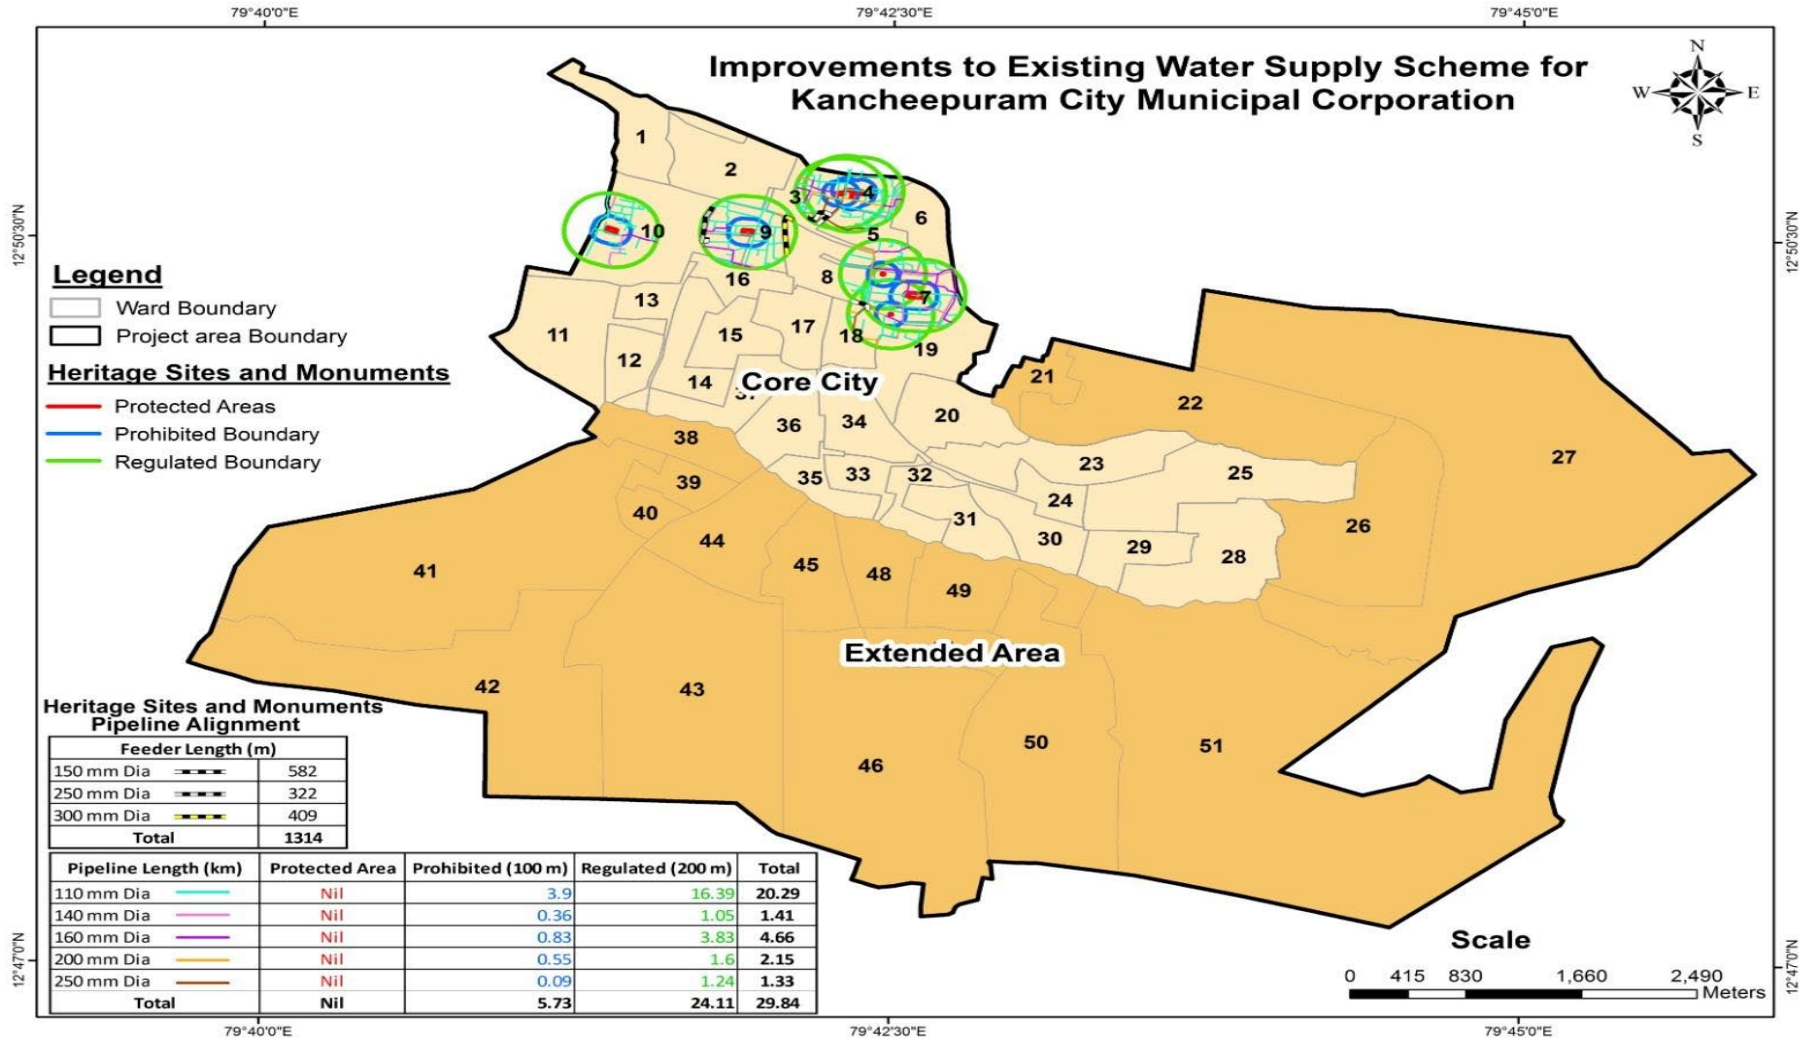 79°40'0"E 79°42'30"E 79°45'0"E
Improvements to Existing Water Supply Scheme for
Kancheepuram City Municipal Corporation
N
W E
S
12°50'30"N
12°50'30"N
1
2
3
4
5
6
7
8
9
10
11
12
13
14
15
16
17
18
19
Core City
20
21
22
23
24
25
26
27
28
29
30
31
32
33
34
35
36
38
39
40
41
42
43
44
45
46
48
49
50
51
Extended Area
Legend
Ward Boundary
Project area Boundary
Heritage Sites and Monuments
Protected Areas
Prohibited Boundary
Regulated Boundary
Heritage Sites and Monuments
Pipeline Alignment
Feeder Length (m)
150 mm Dia 582
250 mm Dia 322
300 mm Dia 409
Total 1314
Pipeline Length (km) Protected Area Prohibited (100 m) Regulated (200 m) Total
110 mm Dia Nil 3.9 16.39 20.29
140 mm Dia Nil 0.36 1.05 1.41
160 mm Dia Nil 0.83 3.83 4.66
200 mm Dia Nil 0.55 1.6 2.15
250 mm Dia Nil 0.09 1.24 1.33
Total Nil 5.73 24.11 29.84
Scale
0 415 830 1,660 2,490
Meters
12°47'0"N
12°47'0"N
79°40'0"E 79°42'30"E 79°45'0"E